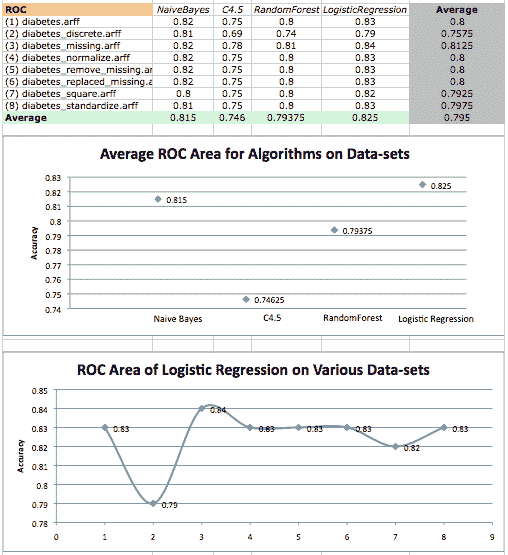 ROC NaiveBayes C4.5 RandomForest LogisticRegression Average
(1) diabetes.arff 0.82 0.75 0.8 0.83 0.8
(2) diabetes_discrete.arff 0.81 0.69 0.74 0.79 0.7575
(3) diabetes_missing.arff 0.82 0.78 0.81 0.84 0.8125
(4) diabetes_normalize.arff 0.82 0.75 0.8 0.83 0.8
(5) diabetes_remove_missing.ar 0.82 0.75 0.8 0.83 0.8
(6) diabetes_replaced_missing.a 0.82 0.75 0.8 0.83 0.8
(7) diabetes_square.arff 0.8 0.75 0.8 0.82 0.7925
(8) diabetes_standardize.arff 0.81 0.75 0.8 0.83 0.7975
Average 0.815 0.746 0.79375 0.825 0.795
Average ROC Area for Algorithms on Data-sets
Accuracy
0.83
0.82
0.81
0.8
0.79
0.78
0.77
0.76
0.75
0.74
0.815
0.74625
0.79375
0.825
Naive Bayes C4.5 RandomForest Logistic Regression
ROC Area of Logistic Regression on Various Data-sets
Accuracy
0.85
0.84
0.83
0.82
0.81
0.8
0.79
0.78
0.83
0.79
0.84
0.83
0.83
0.83
0.82
0.83
0 1 2 3 4 5 6 7 8 9